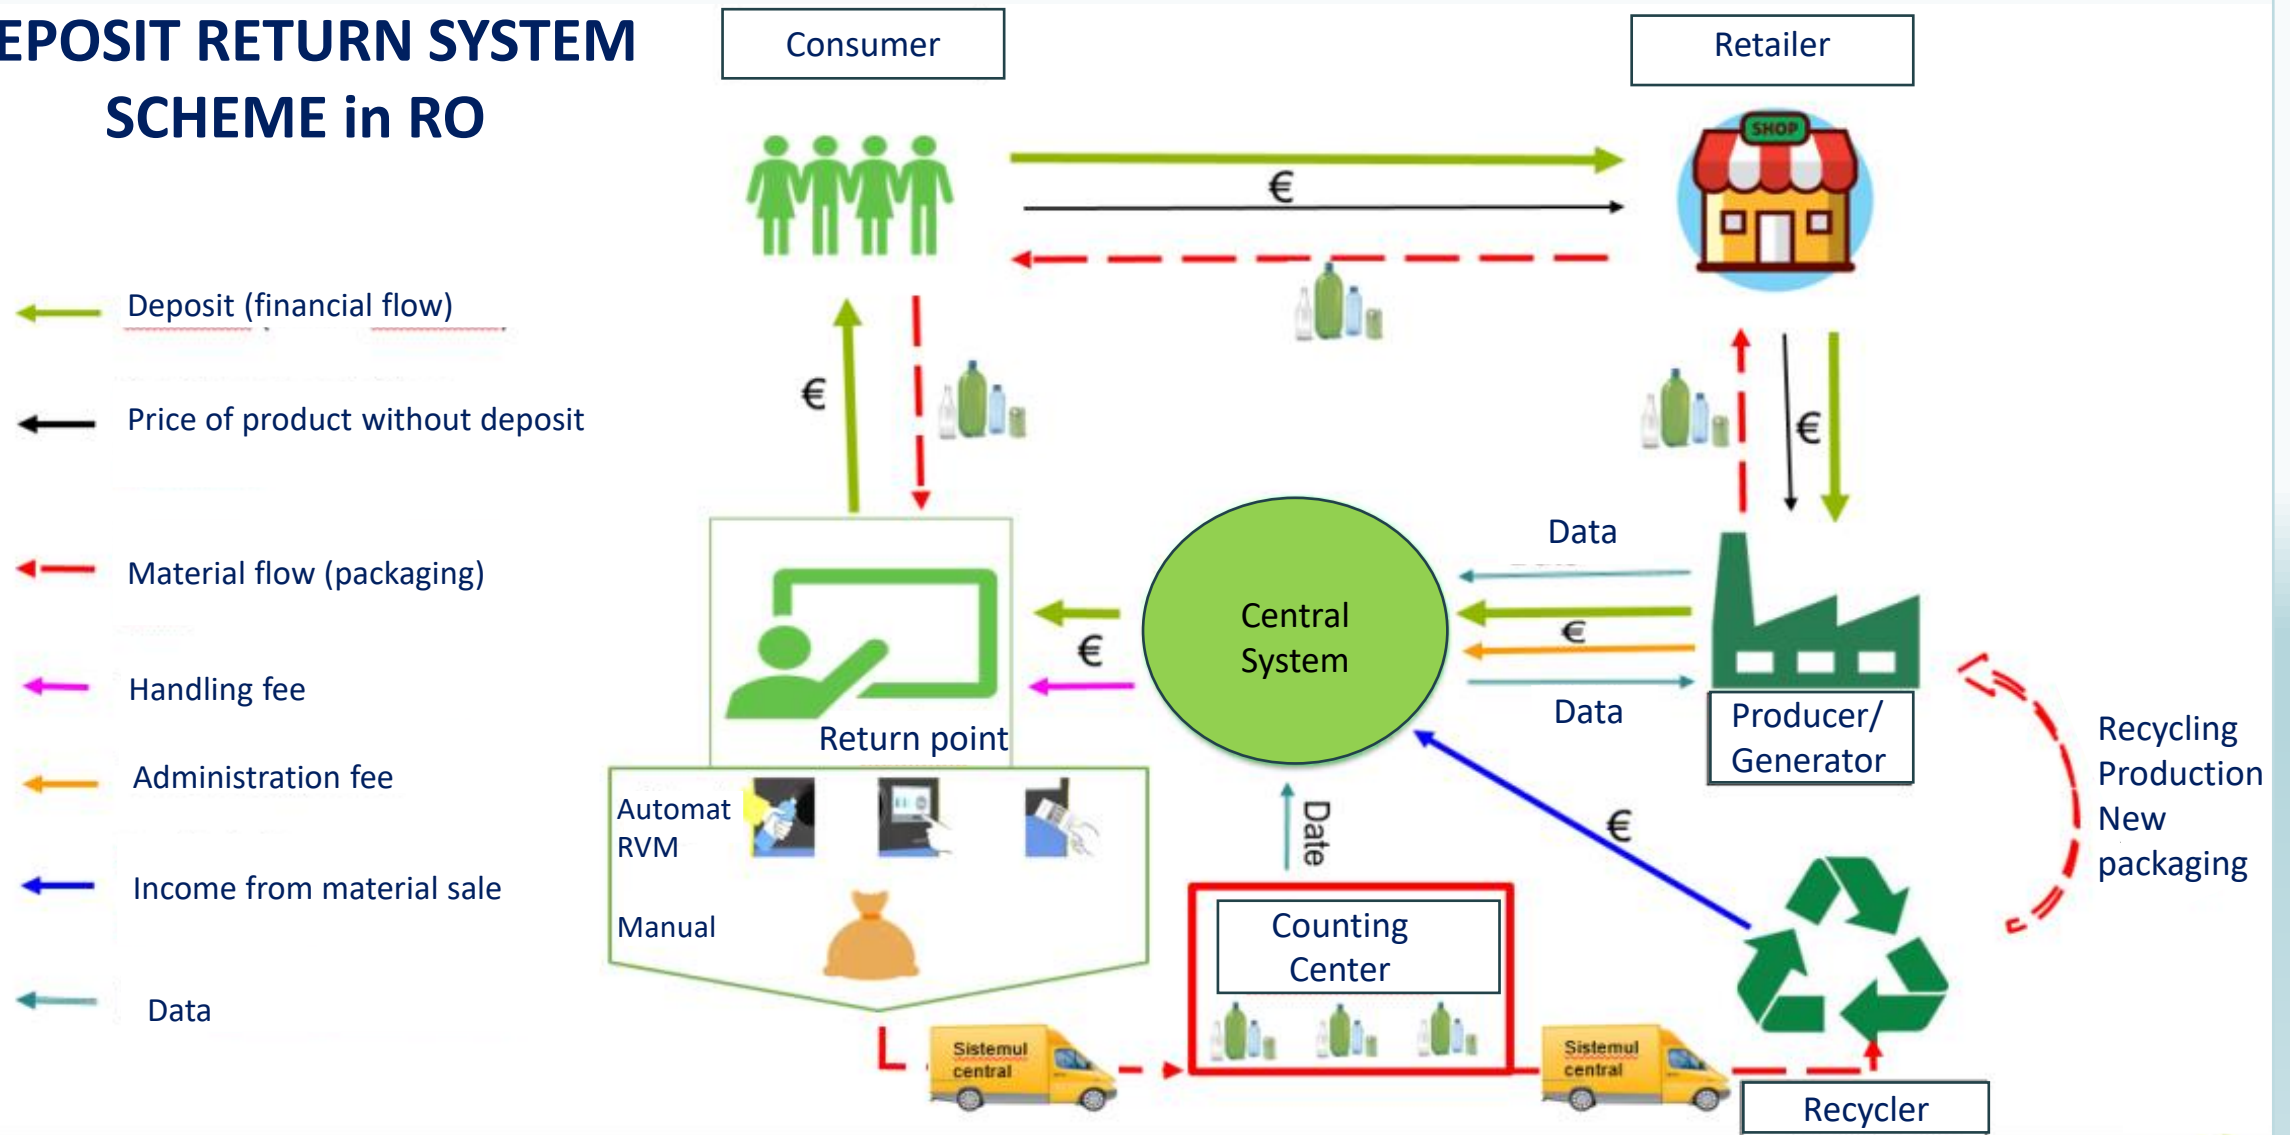 EPOSIT RETURN SYSTEM
SCHEME in RO
Consumer
Retailer
SHOP
€
Deposit (financial flow)
Price of product without deposit
Material flow (packaging)
Handling fee
Administration fee
Income from material sale
Data
€
€
Data
€
€
Data
Central
System
Return point
Producer/
Generator
Recycling
Production
New
packaging
Automat
RVM
Manual
Date
€
Counting
Center
Sistemul
central
Sistemul
central
Recycler